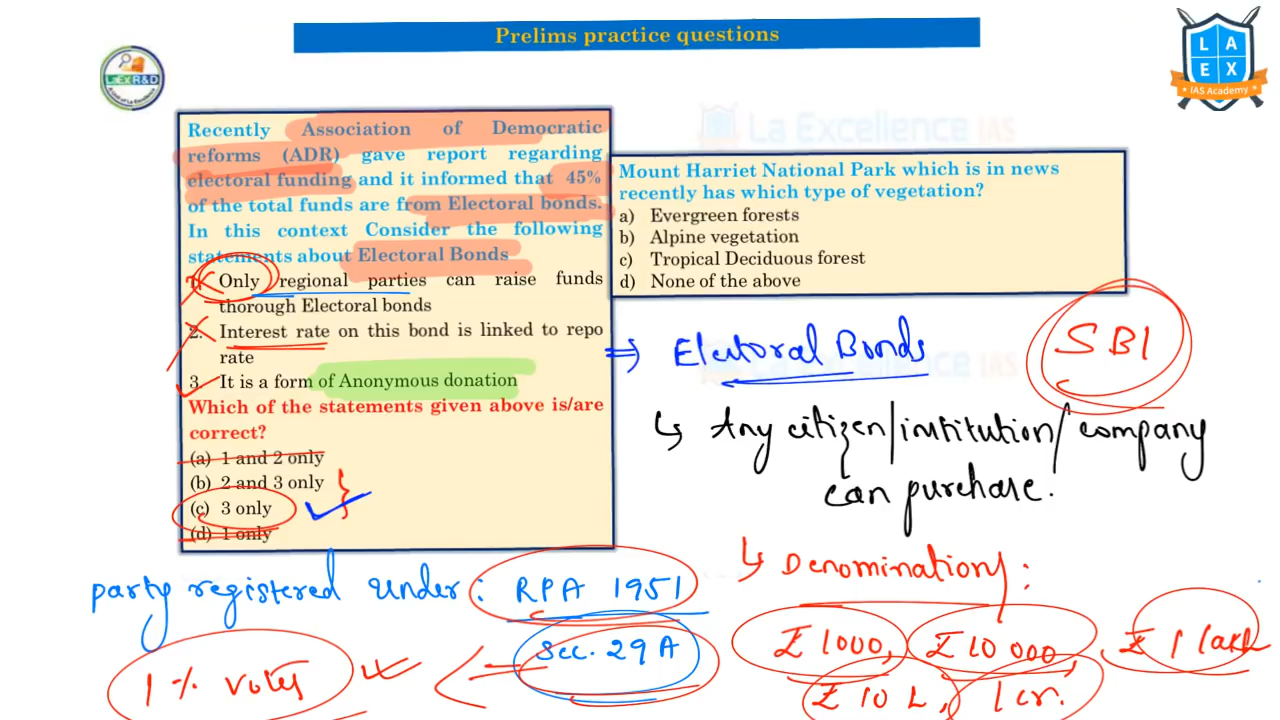 Prelims practice questions
L A
E X
IAS Academy
LaEx R&D
La Excellence IAS
Recently Association of Democratic
reforms (ADR) gave report regarding
electoral funding and it informed that 45%
of the total funds are from Electoral bonds.
In this context Consider the following
statements about Electoral Bonds
1. Only regional parties can raise funds
thorough Electoral bonds
2. Interest rate on this bond is linked to repo
rate
3. It is a form of Anonymous donation
Which of the statements given above is/are
correct?
(a) 1 and 2 only
(b) 2 and 3 only
(c) 3 only
(d) 1 only
Mount Harriet National Park which is in news
recently has which type of vegetation?
a) Evergreen forests
b) Alpine vegetation
c) Tropical Deciduous forest
d) None of the above
⇒ Electoral Bonds
SBI
↳ Any citizen/institution/company
can purchase.
↳ Denomination:
₹ 1000, ₹ 10 000, ₹ 1 lakh
₹ 10 L, 1 cr.
party registered under: RPA 1951
Sec. 29 A
1 % votes